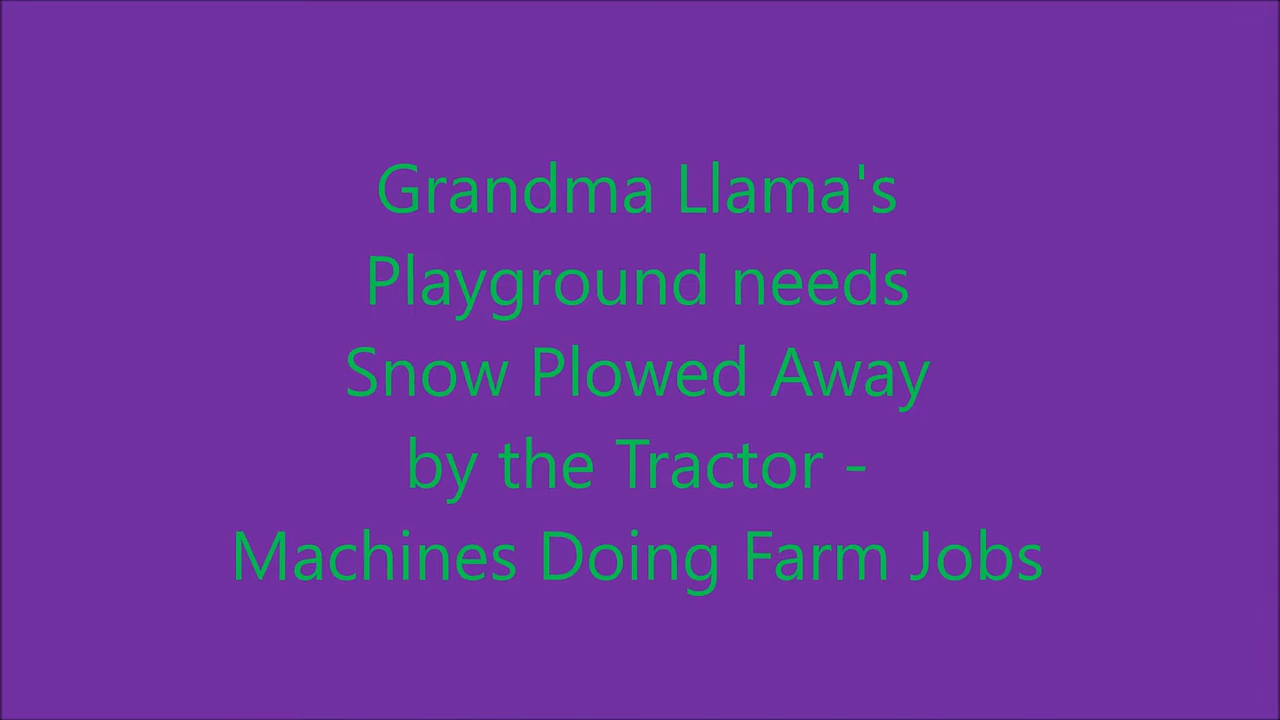 Grandma Llama's
Playground needs
Snow Plowed Away
by the Tractor -
Machines Doing Farm Jobs